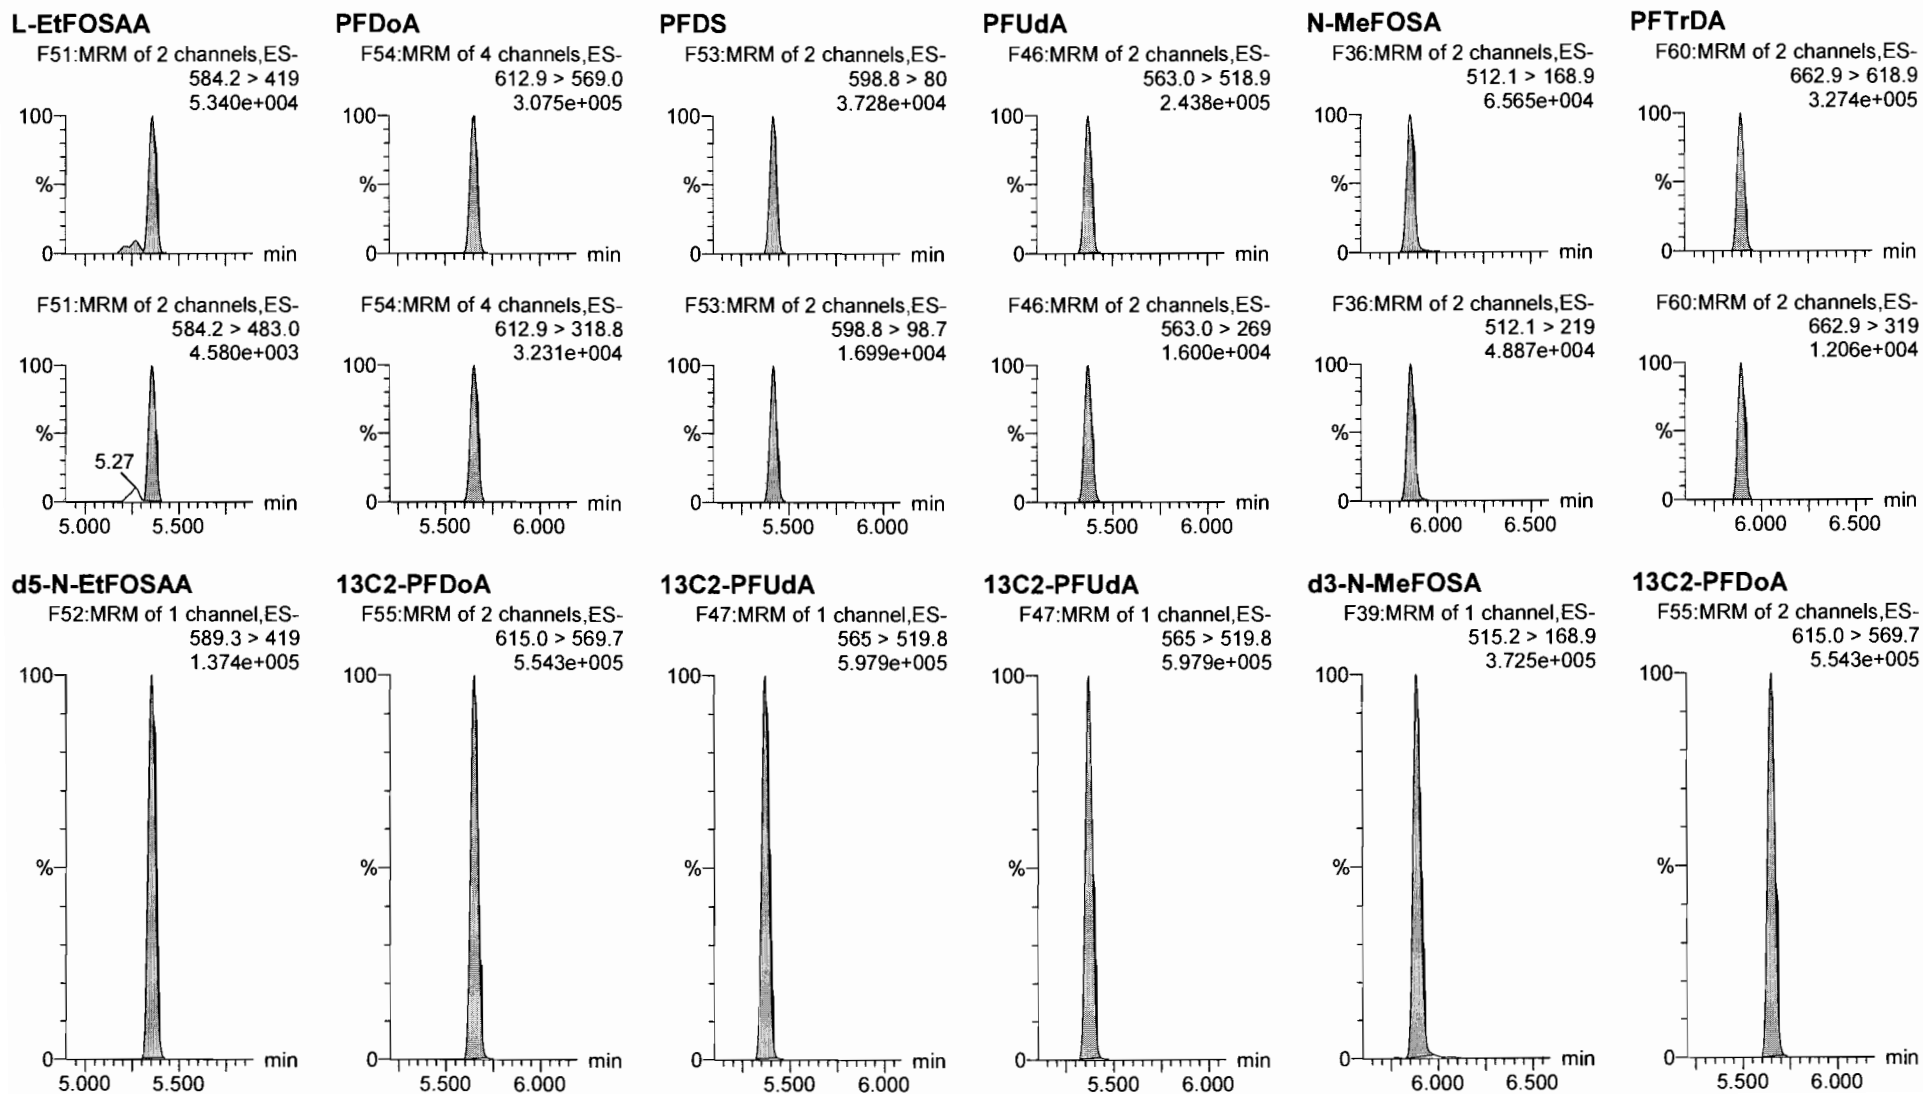 L-EtFOSAA
F51:MRM of 2 channels,ES-
584.2 > 419
5.340e+004
100
%
0
min
F51:MRM of 2 channels,ES-
584.2 > 483.0
4.580e+003
100
%
5.27
0
min
5.000 5.500
PFDoA
F54:MRM of 4 channels,ES-
612.9 > 569.0
3.075e+005
100
%
0
min
F54:MRM of 4 channels,ES-
612.9 > 318.8
3.231e+004
100
%
0
min
5.500 6.000
PFDS
F53:MRM of 2 channels,ES-
598.8 > 80
3.728e+004
100
%
0
min
F53:MRM of 2 channels,ES-
598.8 > 98.7
1.699e+004
100
%
0
min
5.500 6.000
PFUdA
F46:MRM of 2 channels,ES-
563.0 > 518.9
2.438e+005
100
%
0
min
F46:MRM of 2 channels,ES-
563.0 > 269
1.600e+004
100
%
0
min
5.500 6.000
N-MeFOSA
F36:MRM of 2 channels,ES-
512.1 > 168.9
6.565e+004
100
%
0
min
F36:MRM of 2 channels,ES-
512.1 > 219
4.887e+004
100
%
0
min
6.000 6.500
PFTrDA
F60:MRM of 2 channels,ES-
662.9 > 618.9
3.274e+005
100
%
0
min
F60:MRM of 2 channels,ES-
662.9 > 319
1.206e+004
100
%
0
min
6.000 6.500
d5-N-EtFOSAA
F52:MRM of 1 channel,ES-
589.3 > 419
1.374e+005
100
%
0
min
5.000 5.500
13C2-PFDoA
F55:MRM of 2 channels,ES-
615.0 > 569.7
5.543e+005
100
%
0
min
5.500 6.000
13C2-PFUdA
F47:MRM of 1 channel,ES-
565 > 519.8
5.979e+005
100
%
0
min
5.500 6.000
13C2-PFUdA
F47:MRM of 1 channel,ES-
565 > 519.8
5.979e+005
100
%
0
min
5.500 6.000
d3-N-MeFOSA
F39:MRM of 1 channel,ES-
515.2 > 168.9
3.725e+005
100
%
0
min
6.000 6.500
13C2-PFDoA
F55:MRM of 2 channels,ES-
615.0 > 569.7
5.543e+005
100
%
0
min
5.500 6.000